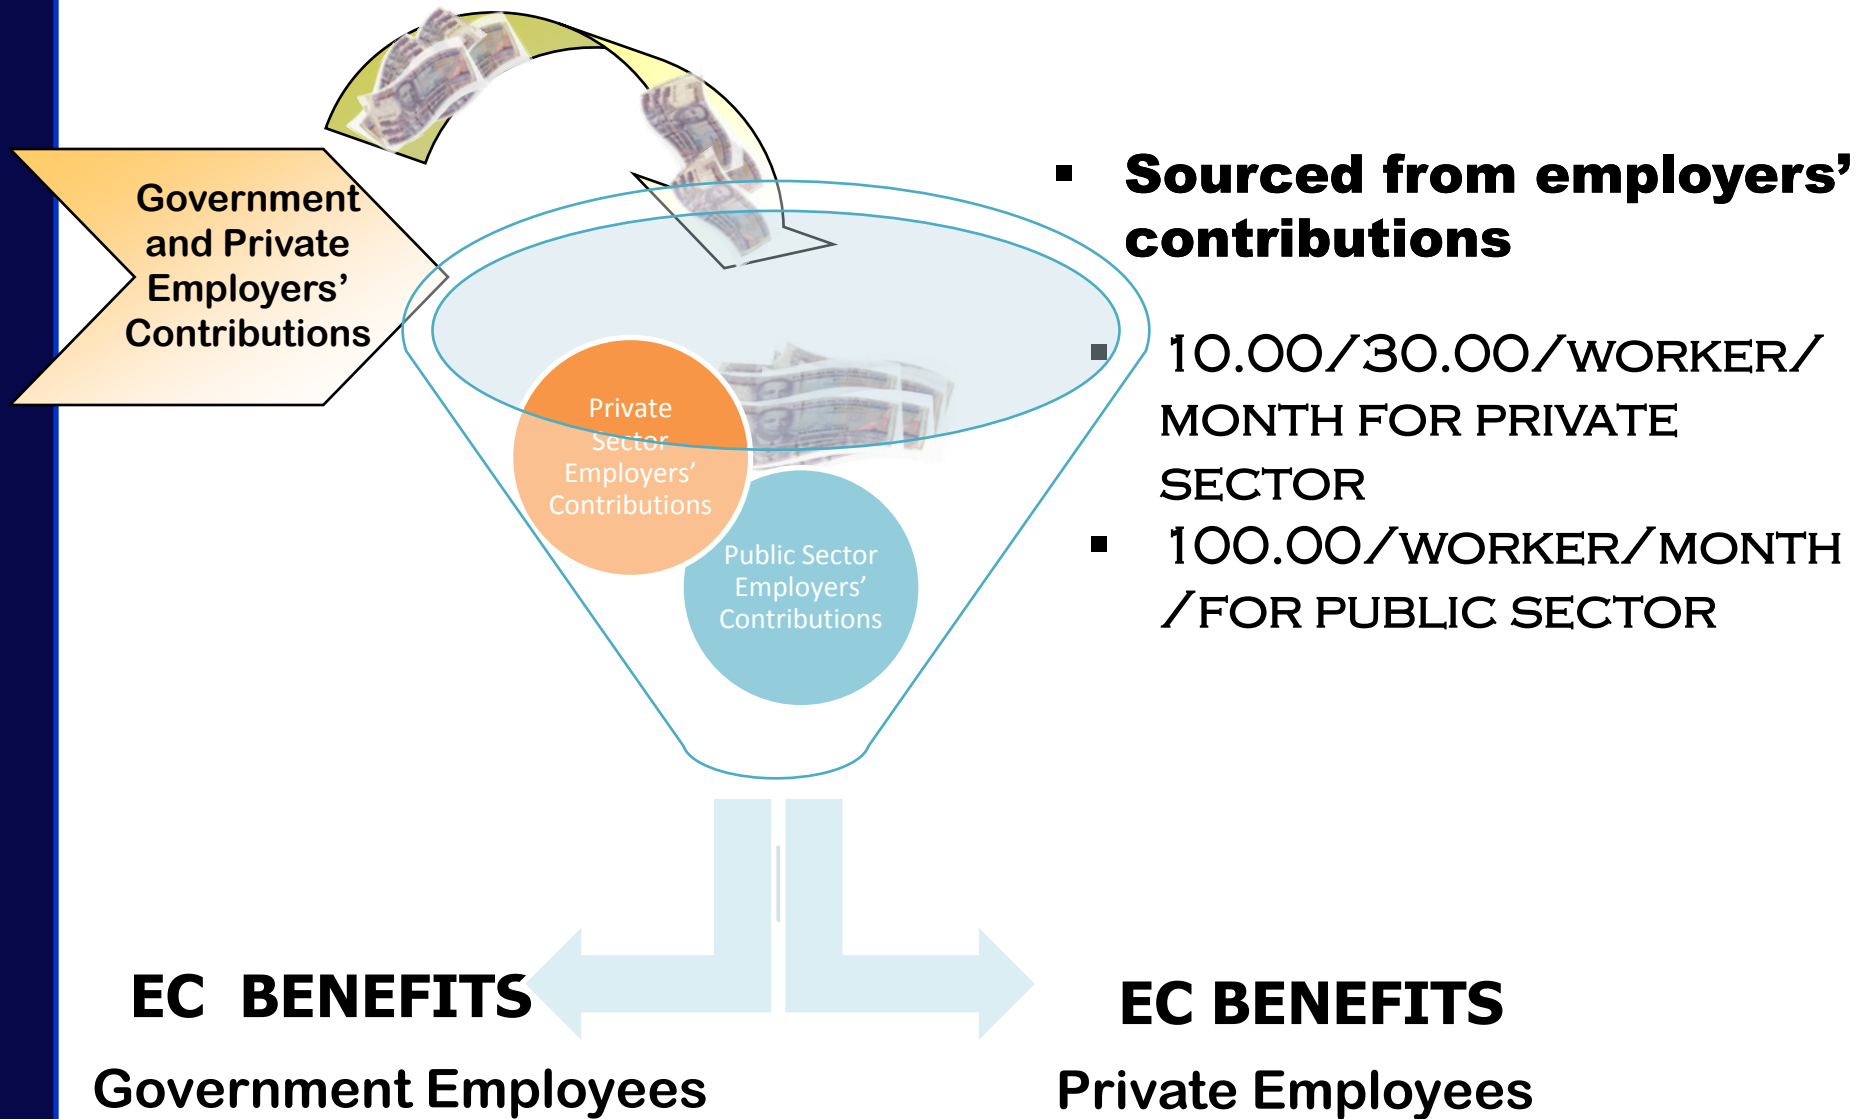 Government
and Private
Employers’
Contributions
▪ Sourced from employers’
contributions
▪ 10.00/30.00/WORKER/
MONTH FOR PRIVATE
SECTOR
▪ 100.00/WORKER/MONTH
/FOR PUBLIC SECTOR
Private
Sector
Employers’
Contributions
Public Sector
Employers’
Contributions
EC BENEFITS
Government Employees
EC BENEFITS
Private Employees